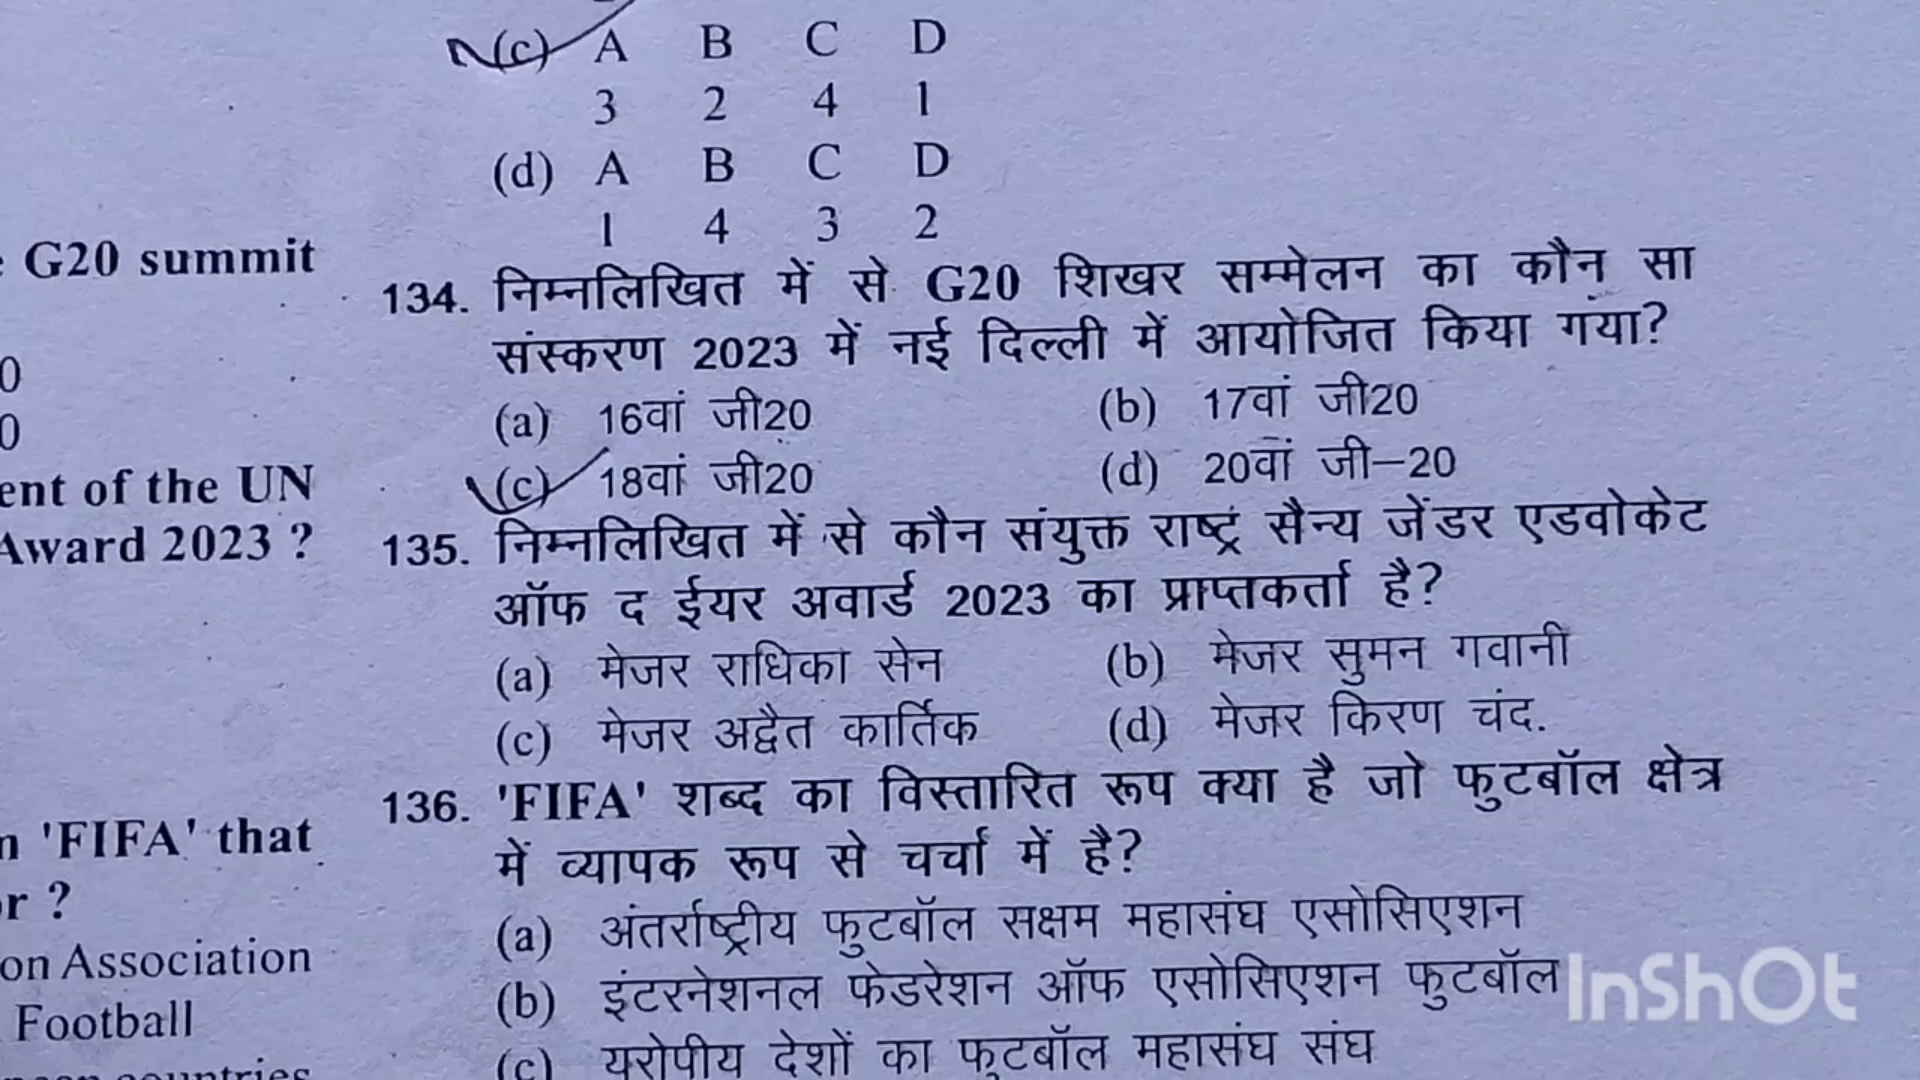 (c) A B C D
3 2 4 1
(d) A B C D
1 4 3 2
G20 summit
0
0
ent of the UN
Award 2023 ?
n 'FIFA' that
or ?
on Association
Football
countries
134. निम्नलिखित में से G20 शिखर सम्मेलन का कौन सा
संस्करण 2023 में नई दिल्ली में आयोजित किया गया?
(a) 16वां जी20 (b) 17वां जी20
(c) 18वां जी20 (d) 20वां जी–20
135. निम्नलिखित में से कौन संयुक्त राष्ट्र सैन्य जेंडर एडवोकेट
ऑफ द ईयर अवार्ड 2023 का प्राप्तकर्ता है?
(a) मेजर राधिका सेन (b) मेजर सुमन गवानी
(c) मेजर अद्वैत कार्तिक (d) मेजर किरण चंद.
136. 'FIFA' शब्द का विस्तारित रूप क्या है जो फुटबॉल क्षेत्र
में व्यापक रूप से चर्चा में है?
(a) अंतर्राष्ट्रीय फुटबॉल सक्षम महासंघ एसोसिएशन
(b) इंटरनेशनल फेडरेशन ऑफ एसोसिएशन फुटबॉल
(c) यूरोपीय देशों का फुटबॉल महासंघ संघ
InShOt